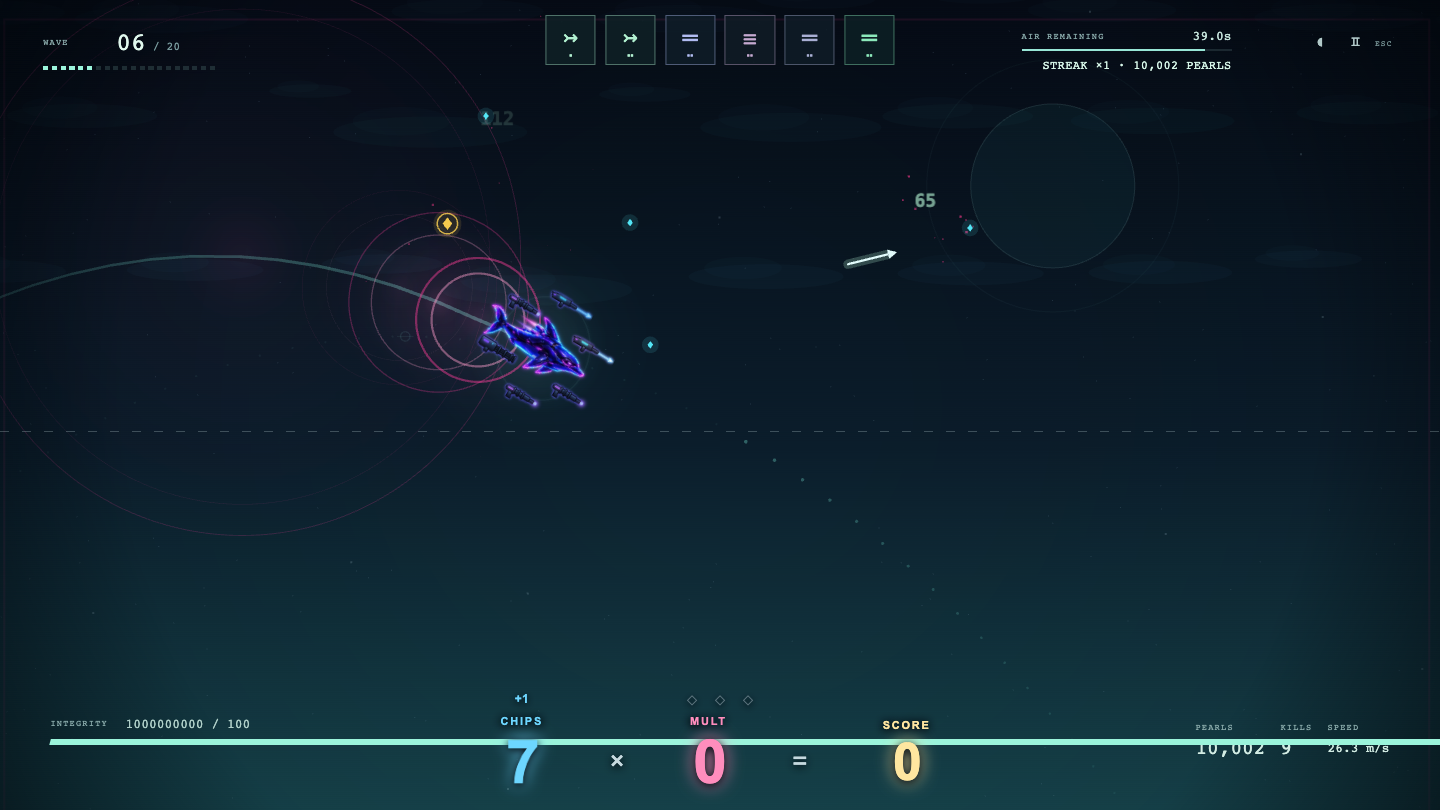 WAVE 06 / 20
AIR REMAINING 39.0s
ESC
STREAK ×1 · 10,002 PEARLS
112
65
+1
CHIPS
MULT
SCORE
7 × 0 = 0
INTEGRITY 1000000000 / 100
PEARLS KILLS SPEED
10,002 9 26.3 m/s